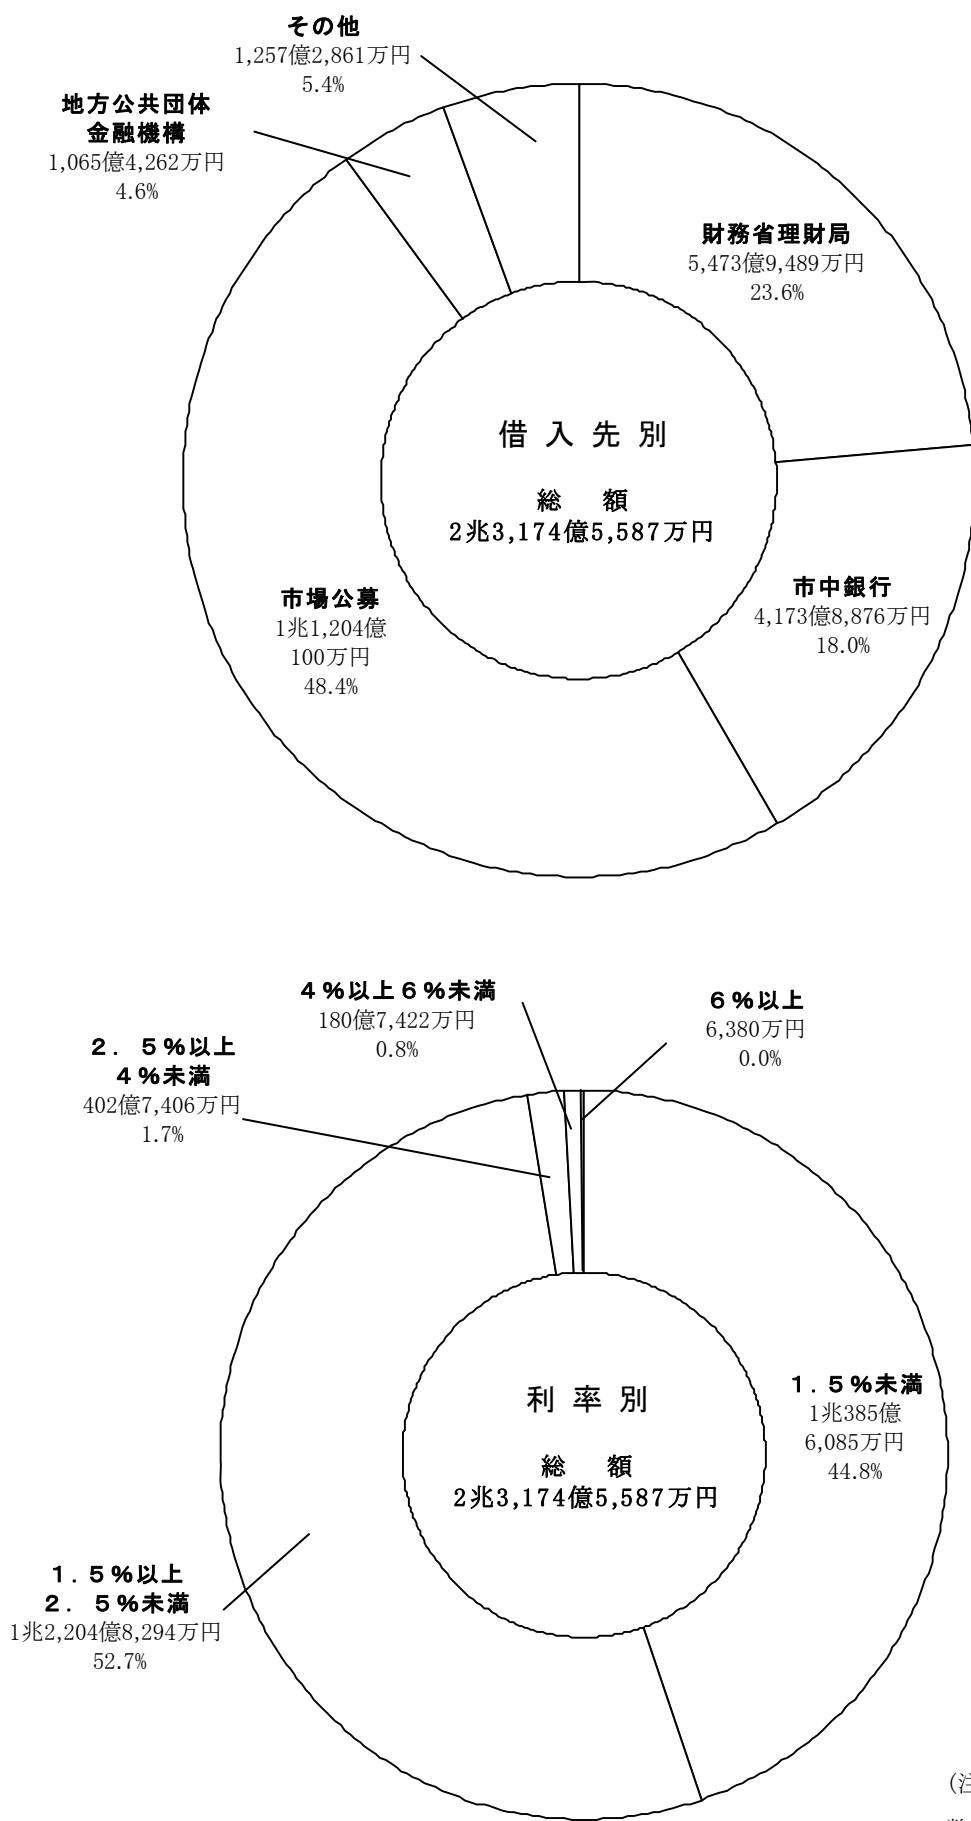 その他
1,257億2,861万円
5.4%
地方公共団体
金融機構
1,065億4,262万円
4.6%
財務省理財局
5,473億9,489万円
23.6%
借入先別
総 額
2兆3,174億5,587万円
市中銀行
4,173億8,876万円
18.0%
市場公募
1兆1,204億
100万円
48.4%
4%以上6%未満
180億7,422万円
0.8%
6%以上
6,380万円
0.0%
2.5%以上
4%未満
402億7,406万円
1.7%
1.5%未満
1兆385億
6,085万円
44.8%
利率別
総 額
2兆3,174億5,587万円
1.5%以上
2.5%未満
1兆2,204億8,294万円
52.7%
(注